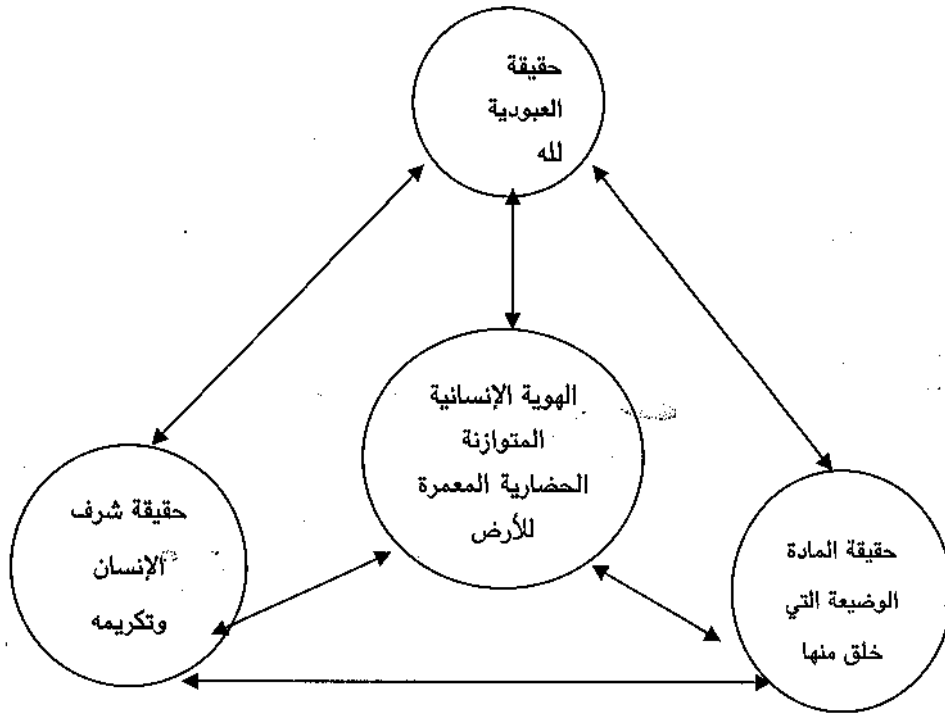 حقيقة
العبودية
لله
الهوية الإنسانية
المتوازنة
الحضارية المعمرة
للأرض
حقيقة شرف
الإنسان
وتكريمه
حقيقة المادة
الوضيعة التي
خلق منها